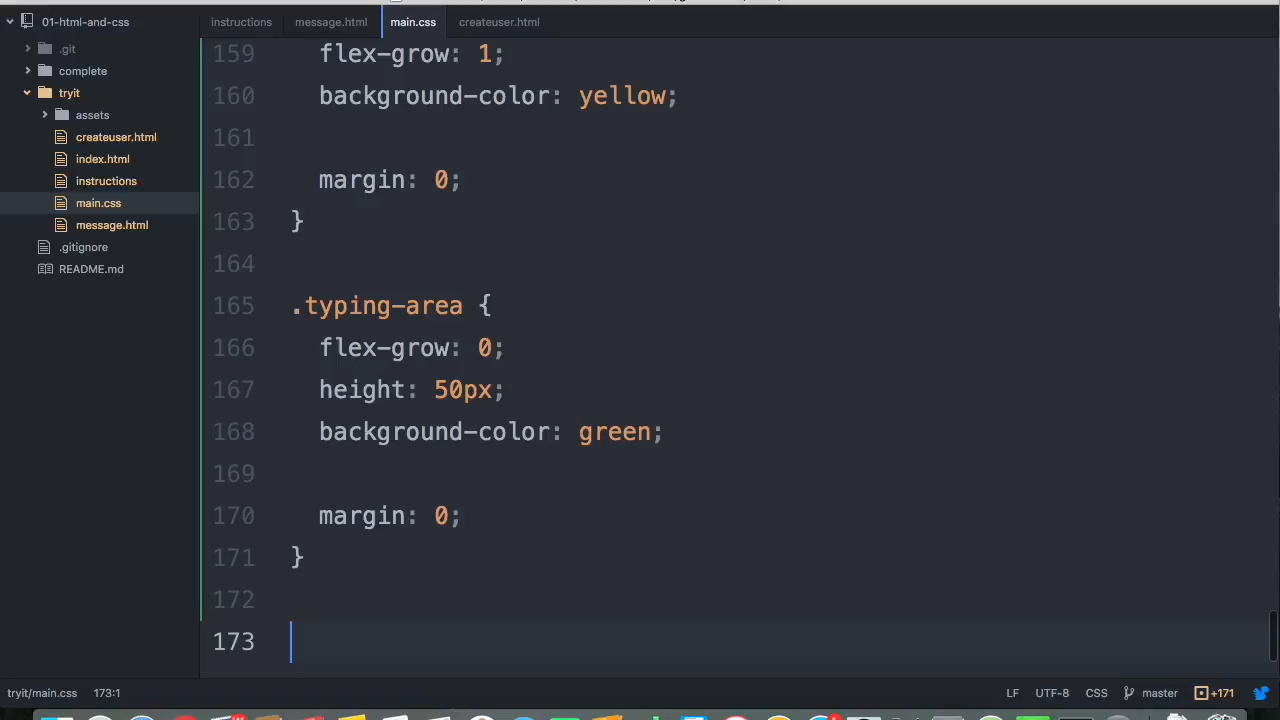 01-html-and-css
.git
complete
tryit
assets
createuser.html
index.html
instructions
main.css
message.html
.gitignore
README.md
instructions
message.html
main.css
createuser.html
159 flex-grow: 1;
160 background-color: yellow;
161
162 margin: 0;
163 }
164
165 .typing-area {
166 flex-grow: 0;
167 height: 50px;
168 background-color: green;
169
170 margin: 0;
171 }
172
173
tryit/main.css 173:1
LF UTF-8 CSS master +171